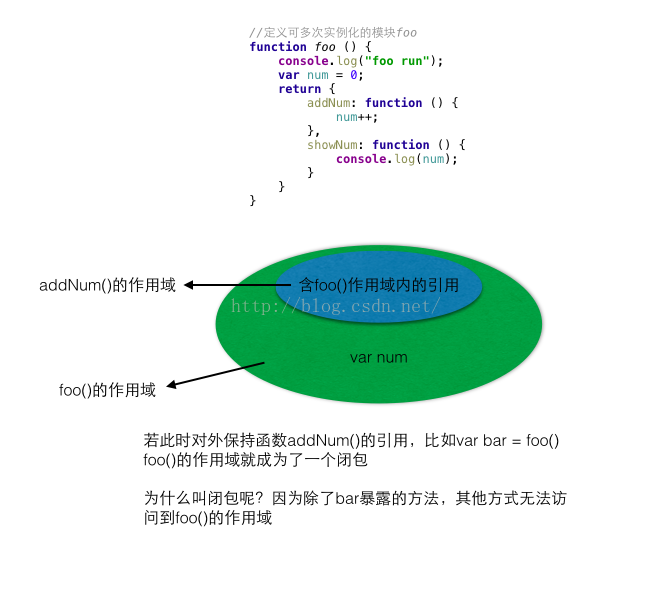 //定义可多次实例化的模块foo
function foo () {
    console.log("foo run");
    var num = 0;
    return {
        addNum: function () {
            num++;
        },
        showNum: function () {
            console.log(num);
        }
    }
}
addNum()的作用域
含foo()作用域内的引用
http://blog.csdn.net/
var num
foo()的作用域
若此时对外保持函数addNum()的引用，比如var bar = foo()
foo()的作用域就成为了一个闭包
为什么叫闭包呢？因为除了bar暴露的方法，其他方式无法访
问到foo()的作用域